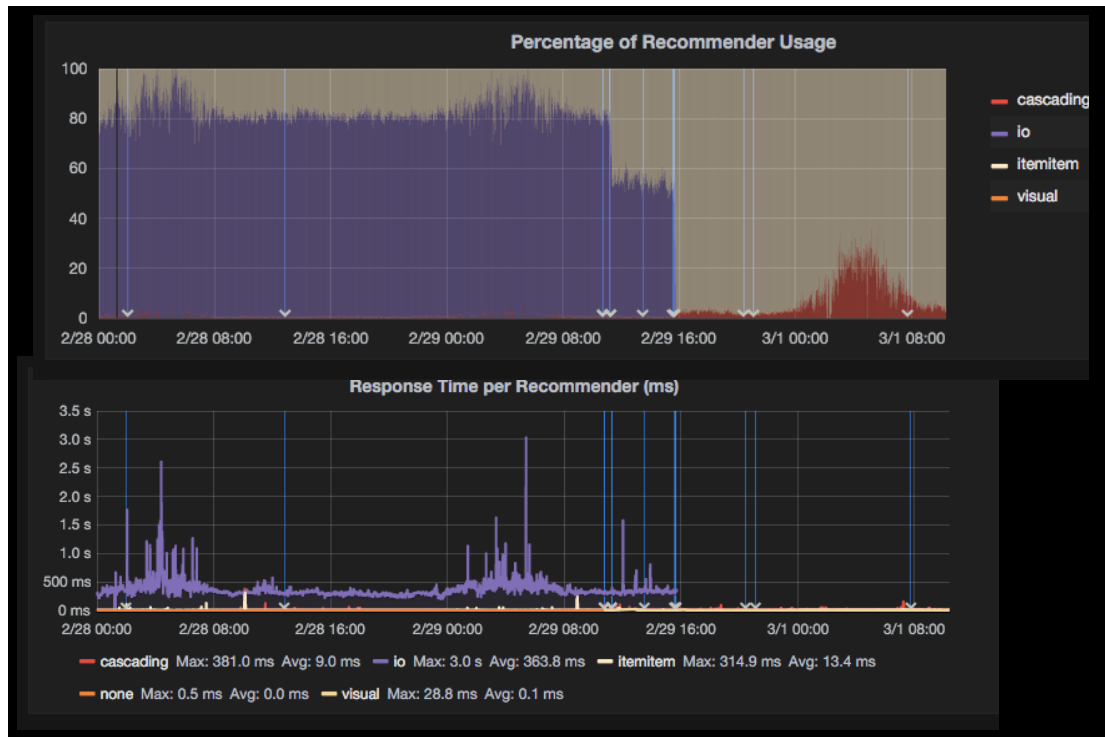 Percentage of Recommender Usage
100
80
60
40
20
0
2/28 00:00 2/28 08:00 2/28 16:00 2/29 00:00 2/29 08:00 2/29 16:00 3/1 00:00 3/1 08:00
cascading
io
itemitem
visual
Response Time per Recommender (ms)
3.5 s
3.0 s
2.5 s
2.0 s
1.5 s
1.0 s
500 ms
0 ms
2/28 00:00 2/28 08:00 2/28 16:00 2/29 00:00 2/29 08:00 2/29 16:00 3/1 00:00 3/1 08:00
cascading Max: 381.0 ms Avg: 9.0 ms io Max: 3.0 s Avg: 363.8 ms itemitem Max: 314.9 ms Avg: 13.4 ms
none Max: 0.5 ms Avg: 0.0 ms visual Max: 28.8 ms Avg: 0.1 ms